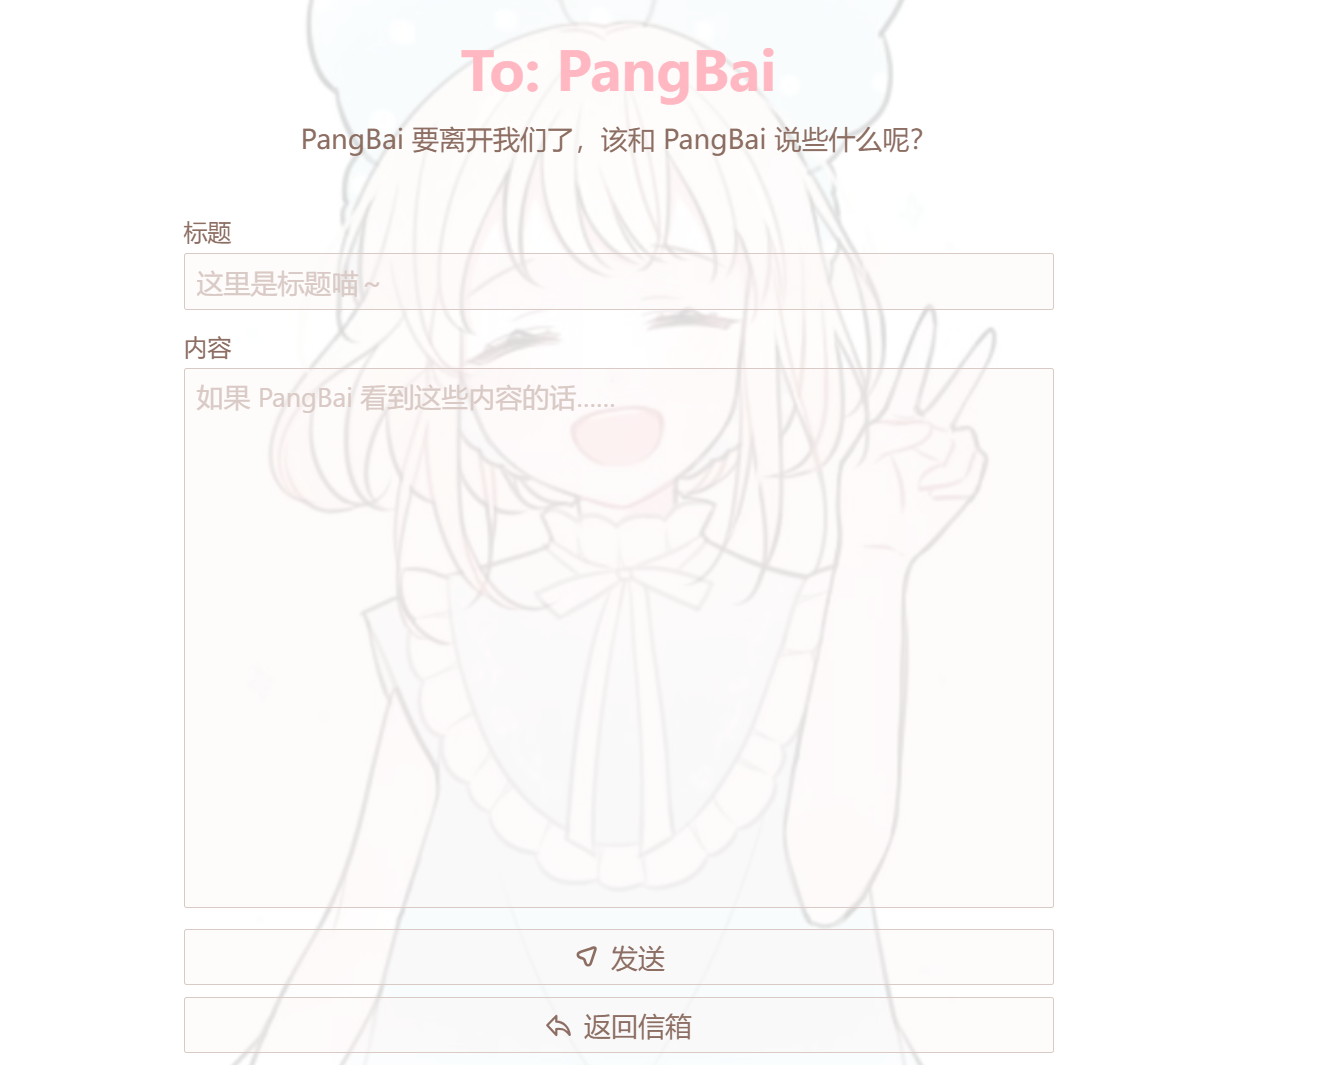 To: PangBai
PangBai 要离开我们了，该和 PangBai 说些什么呢？
标题
这里是标题喵 ~
内容
如果 PangBai 看到这些内容的话......
发送
返回信箱